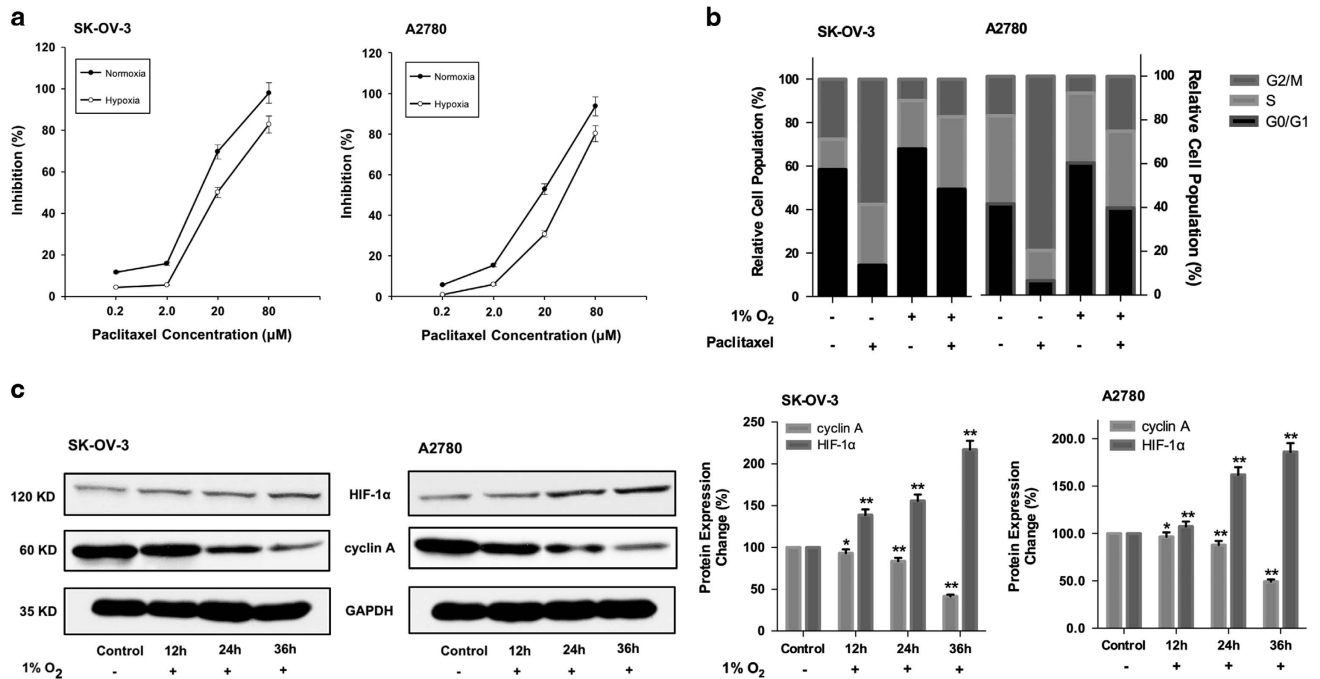 a
SK-OV-3
A2780
120
100
80
60
40
20
0
Normoxia
Hypoxia
Inhibition (%)
0.2 2.0 20 80
Paclitaxel Concentration (µM)
120
100
80
60
40
20
0
Normoxia
Hypoxia
Inhibition (%)
0.2 2.0 20 80
Paclitaxel Concentration (µM)
b
SK-OV-3
A2780
100
80
60
40
20
0
Relative Cell Population (%)
100
80
60
40
20
0
Relative Cell Population (%)
G2/M
S
G0/G1
1% O2 - - + + - - + +
Paclitaxel - + - + - + - +
c
SK-OV-3
A2780
120 KD
HIF-1α
60 KD
cyclin A
35 KD
GAPDH
Control 12h 24h 36h
Control 12h 24h 36h
1% O2 - + + + - + + +
SK-OV-3
250
200
150
100
50
0
Protein Expression
Change (%)
cyclin A
HIF-1α
* ** ** ** ** **
Control 12h 24h 36h
1% O2 - + + +
A2780
200.0
150.0
100.0
50.0
0.0
Protein Expression
Change (%)
cyclin A
HIF-1α
* ** ** ** ** **
Control 12h 24h 36h
- + + +